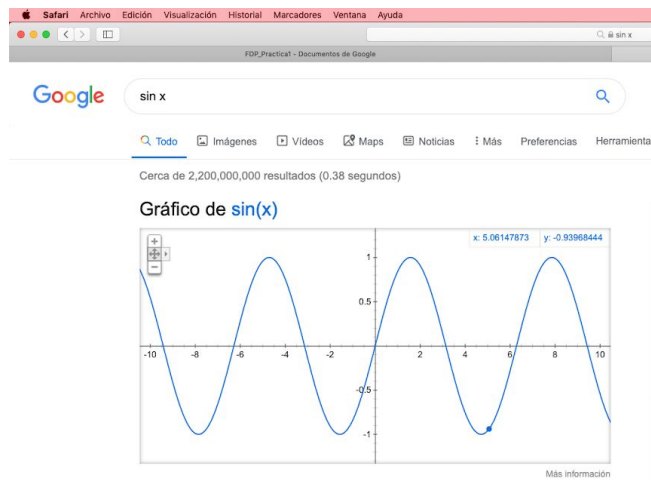 Safari Archivo Edición Visualización Historial Marcadores Ventana Ayuda
sin x
FDP_Practica1 - Documentos de Google
Google sin x
Todo Imágenes Vídeos Maps Noticias Más Preferencias Herramienta
Cerca de 2,200,000,000 resultados (0.38 segundos)
Gráfico de sin(x)
x: 5.06147873 y: -0.93968444
1
0.5
-10 -8 -6 -4 -2 2 4 6 8 10
-0.5
-1
Más información